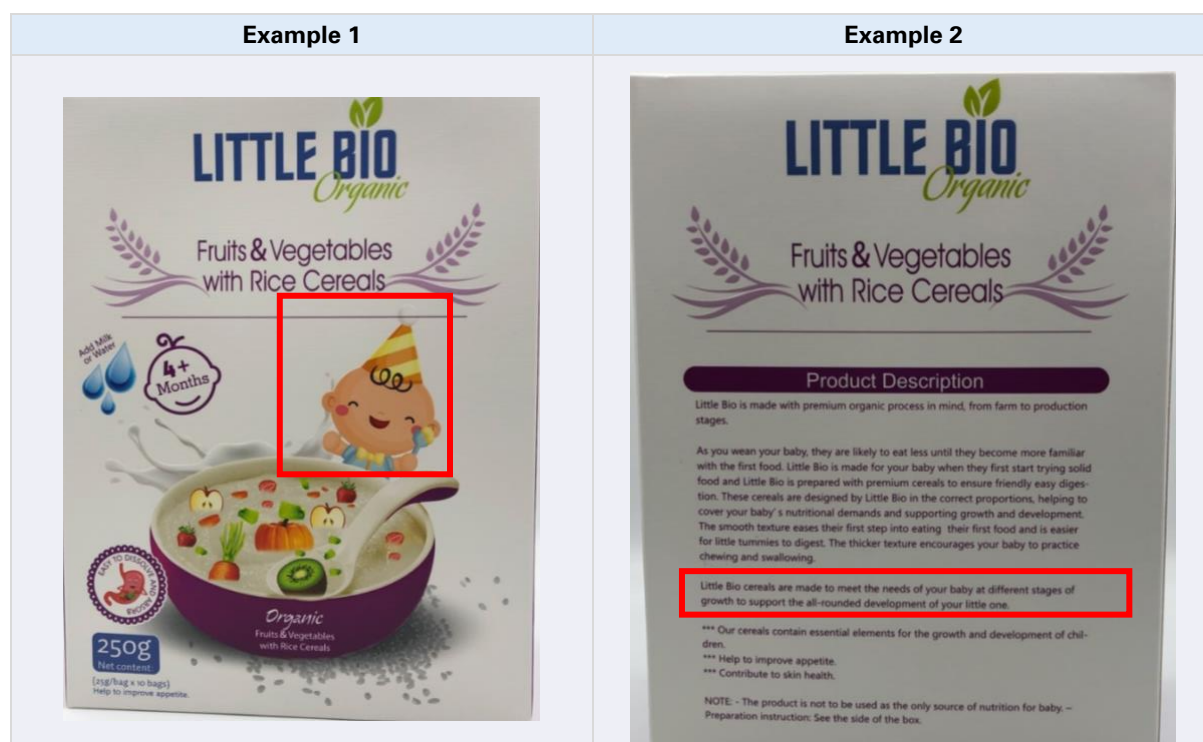 Example 1
Example 2
LITTLE BIO
Organic
Fruits & Vegetables
with Rice Cereals
Add Milk
or Water
4+
Months
EASY TO DISSOLVE AND ABSORB
Organic
Fruits & Vegetables
with Rice Cereals
250g
Net content:
(25g/bag x 10 bags)
Help to improve appetite.
LITTLE BIO
Organic
Fruits & Vegetables
with Rice Cereals
Product Description
Little Bio is made with premium organic process in mind, from farm to production
stages.
As you wean your baby, they are likely to eat less until they become more familiar
with the first food. Little Bio is made for your baby when they first start trying solid
food and Little Bio is prepared with premium cereals to ensure friendly easy diges-
tion. These cereals are designed by Little Bio in the correct proportions, helping to
cover your baby's nutritional demands and supporting growth and development.
The smooth texture eases their first step into eating their first food and is easier
for little tummies to digest. The thicker texture encourages your baby to practice
chewing and swallowing.
Little Bio cereals are made to meet the needs of your baby at different stages of
growth to support the all-rounded development of your little one.
*** Our cereals contain essential elements for the growth and development of chil-
dren.
*** Help to improve appetite.
*** Contribute to skin health.
NOTE: - The product is not to be used as the only source of nutrition for baby. –
Preparation instruction: See the side of the box.